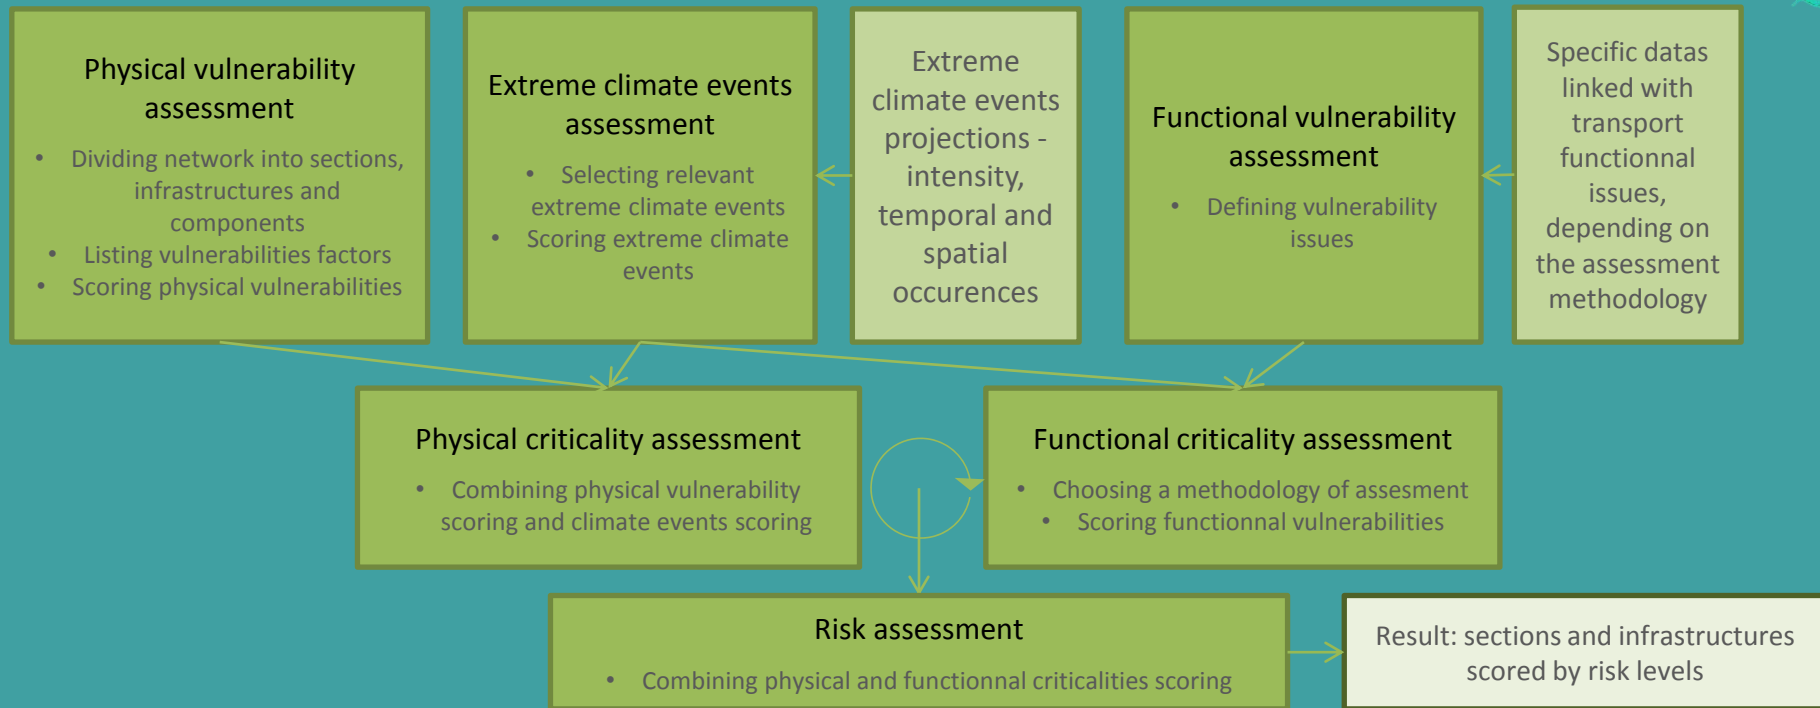 Physical vulnerability
assessment
• Dividing network into sections,
infrastructures and
components
• Listing vulnerabilities factors
• Scoring physical vulnerabilities
Extreme climate events
assessment
• Selecting relevant
extreme climate events
• Scoring extreme climate
events
Extreme
climate events
projections -
intensity,
temporal and
spatial
occurences
Functional vulnerability
assessment
• Defining vulnerability
issues
Specific datas
linked with
transport
functionnal
issues,
depending on
the assessment
methodology
Physical criticality assessment
• Combining physical vulnerability
scoring and climate events scoring
Functional criticality assessment
• Choosing a methodology of assesment
• Scoring functionnal vulnerabilities
Risk assessment
• Combining physical and functionnal criticalities scoring
Result: sections and infrastructures
scored by risk levels